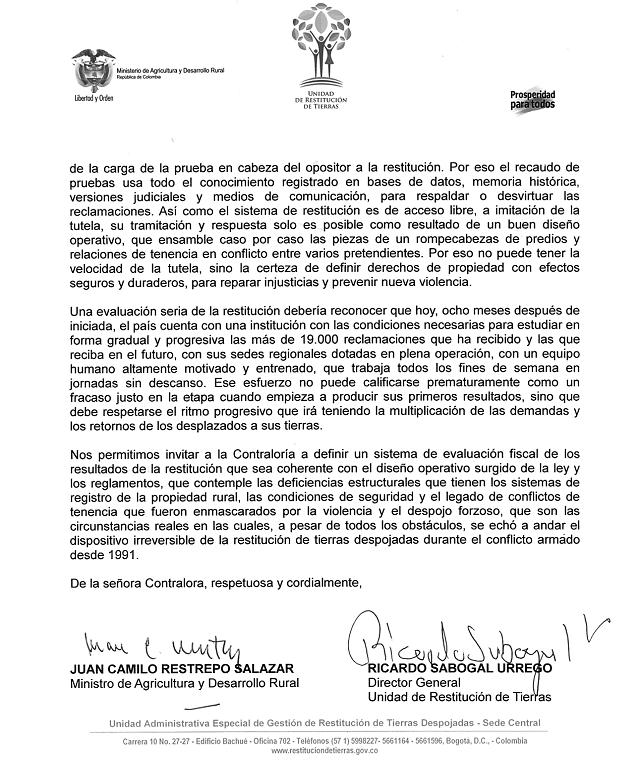 Libertad y Orden
Ministerio de Agricultura y Desarrollo Rural
República de Colombia
UNIDAD
DE RESTITUCIÓN
DE TIERRAS
Prosperidad
para todos
de la carga de la prueba en cabeza del opositor a la restitución. Por eso el recaudo de
pruebas usa todo el conocimiento registrado en bases de datos, memoria histórica,
versiones judiciales y medios de comunicación, para respaldar o desvirtuar las
reclamaciones. Así como el sistema de restitución es de acceso libre, a imitación de la
tutela, su tramitación y respuesta solo es posible como resultado de un buen diseño
operativo, que ensamble caso por caso las piezas de un rompecabezas de predios y
relaciones de tenencia en conflicto entre varios pretendientes. Por eso no puede tener la
velocidad de la tutela, sino la certeza de definir derechos de propiedad con efectos
seguros y duraderos, para reparar injusticias y prevenir nueva violencia.
Una evaluación seria de la restitución debería reconocer que hoy, ocho meses después de
iniciada, el país cuenta con una institución con las condiciones necesarias para estudiar en
forma gradual y progresiva las más de 19.000 reclamaciones que ha recibido y las que
reciba en el futuro, con sus sedes regionales dotadas en plena operación, con un equipo
humano altamente motivado y entrenado, que trabaja todos los fines de semana en
jornadas sin descanso. Ese esfuerzo no puede calificarse prematuramente como un
fracaso justo en la etapa cuando empieza a producir sus primeros resultados, sino que
debe respetarse el ritmo progresivo que irá teniendo la multiplicación de las demandas y
los retornos de los desplazados a sus tierras.
Nos permitimos invitar a la Contraloría a definir un sistema de evaluación fiscal de los
resultados de la restitución que sea coherente con el diseño operativo surgido de la ley y
los reglamentos, que contemple las deficiencias estructurales que tienen los sistemas de
registro de la propiedad rural, las condiciones de seguridad y el legado de conflictos de
tenencia que fueron enmascarados por la violencia y el despojo forzoso, que son las
circunstancias reales en las cuales, a pesar de todos los obstáculos, se echó a andar el
dispositivo irreversible de la restitución de tierras despojadas durante el conflicto armado
desde 1991.
De la señora Contralora, respetuosa y cordialmente,
Ricardo Sabogal
JUAN CAMILO RESTREPO SALAZAR
Ministro de Agricultura y Desarrollo Rural
RICARDO SABOGAL URREGO
Director General
Unidad de Restitución de Tierras
Unidad Administrativa Especial de Gestión de Restitución de Tierras Despojadas - Sede Central
Carrera 10 No. 27-27 - Edificio Bachué - Oficina 702 - Teléfonos (57 1) 5998227- 5661164 - 5661596, Bogotá, D.C., - Colombia
www.restituciondetierras.gov.co